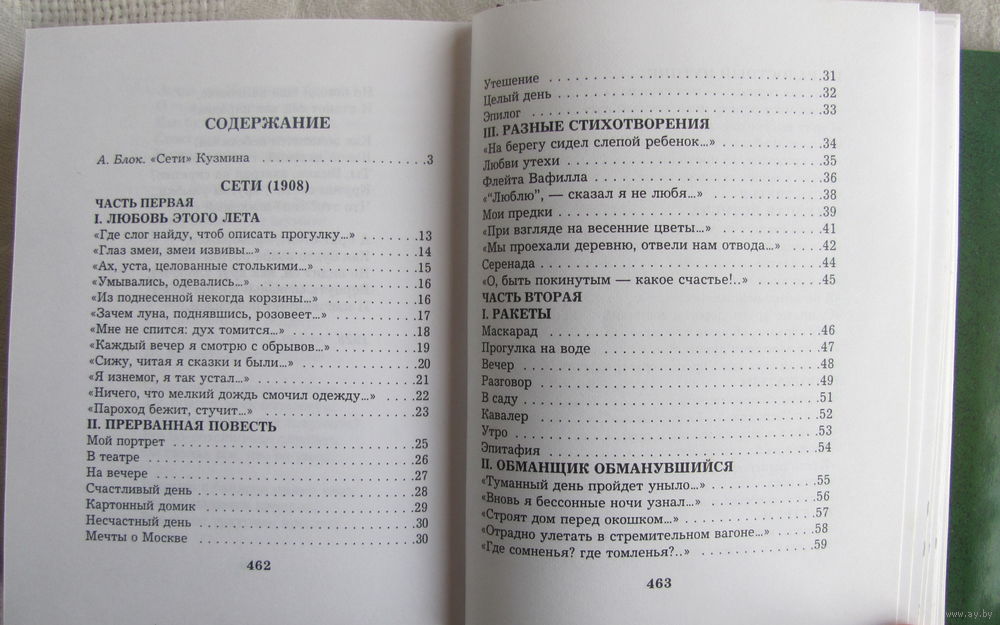 СОДЕРЖАНИЕ
А. Блок. «Сети» Кузмина . . . . . . . . . . . . . . . . .3
СЕТИ (1908)
ЧАСТЬ ПЕРВАЯ
I. ЛЮБОВЬ ЭТОГО ЛЕТА
«Где слог найду, чтоб описать прогулку...» . . . . . . .13
«Глаз змеи, змеи извивы...» . . . . . . . . . . . . . . .14
«Ах, уста, целованные столькими...» . . . . . . . . . .15
«Умывались, одевались...» . . . . . . . . . . . . . . . .16
«Из поднесенной некогда корзины...» . . . . . . . . . .16
«Зачем луна, поднявшись, розовеет...» . . . . . . . . .17
«Мне не спится: дух томится...» . . . . . . . . . . . . .18
«Каждый вечер я смотрю с обрывов...» . . . . . . . . .19
«Сижу, читая я сказки и были...» . . . . . . . . . . . .20
«Я изнемог, я так устал...» . . . . . . . . . . . . . . .21
«Ничего, что мелкий дождь смочил одежду...» . . . . .22
«Пароход бежит, стучит...» . . . . . . . . . . . . . . .23
II. ПРЕРВАННАЯ ПОВЕСТЬ
Мой портрет . . . . . . . . . . . . . . . . . . . . . .25
В театре . . . . . . . . . . . . . . . . . . . . . . . .26
На вечере . . . . . . . . . . . . . . . . . . . . . . .27
Счастливый день . . . . . . . . . . . . . . . . . . . .28
Картонный домик . . . . . . . . . . . . . . . . . . . .29
Несчастный день . . . . . . . . . . . . . . . . . . . .30
Мечты о Москве . . . . . . . . . . . . . . . . . . . .30
462
Утешение . . . . . . . . . . . . . . . . . . . . . . .31
Целый день . . . . . . . . . . . . . . . . . . . . . .32
Эпилог . . . . . . . . . . . . . . . . . . . . . . . .33
III. РАЗНЫЕ СТИХОТВОРЕНИЯ
«На берегу сидел слепой ребенок...» . . . . . . . . . .34
Любви утехи . . . . . . . . . . . . . . . . . . . . . .35
Флейта Вафилла . . . . . . . . . . . . . . . . . . . .36
«“Люблю”, — сказал я не любя...» . . . . . . . . . . .38
Мои предки . . . . . . . . . . . . . . . . . . . . . .39
«При взгляде на весенние цветы...» . . . . . . . . . .41
«Мы проехали деревню, отвели нам отвода...» . . . . .42
Серенада . . . . . . . . . . . . . . . . . . . . . . .44
«О, быть покинутым — какое счастье!..» . . . . . . . .45
ЧАСТЬ ВТОРАЯ
I. РАКЕТЫ
Маскарад . . . . . . . . . . . . . . . . . . . . . . .46
Прогулка на воде . . . . . . . . . . . . . . . . . . .47
Вечер . . . . . . . . . . . . . . . . . . . . . . . . .48
Разговор . . . . . . . . . . . . . . . . . . . . . . .49
В саду . . . . . . . . . . . . . . . . . . . . . . . .51
Кавалер . . . . . . . . . . . . . . . . . . . . . . . .52
Утро . . . . . . . . . . . . . . . . . . . . . . . . .53
Эпитафия . . . . . . . . . . . . . . . . . . . . . . .54
II. ОБМАНЩИК ОБМАНУВШИЙСЯ
«Туманный день пройдет уныло...» . . . . . . . . . . .55
«Вновь я бессонные ночи узнал...» . . . . . . . . . . .56
«Строят дом перед окошком...» . . . . . . . . . . . . .57
«Отрадно улетать в стремительном вагоне...» . . . . .58
«Где сомненья? где томленья?..» . . . . . . . . . . . .59
463
www.ay.by